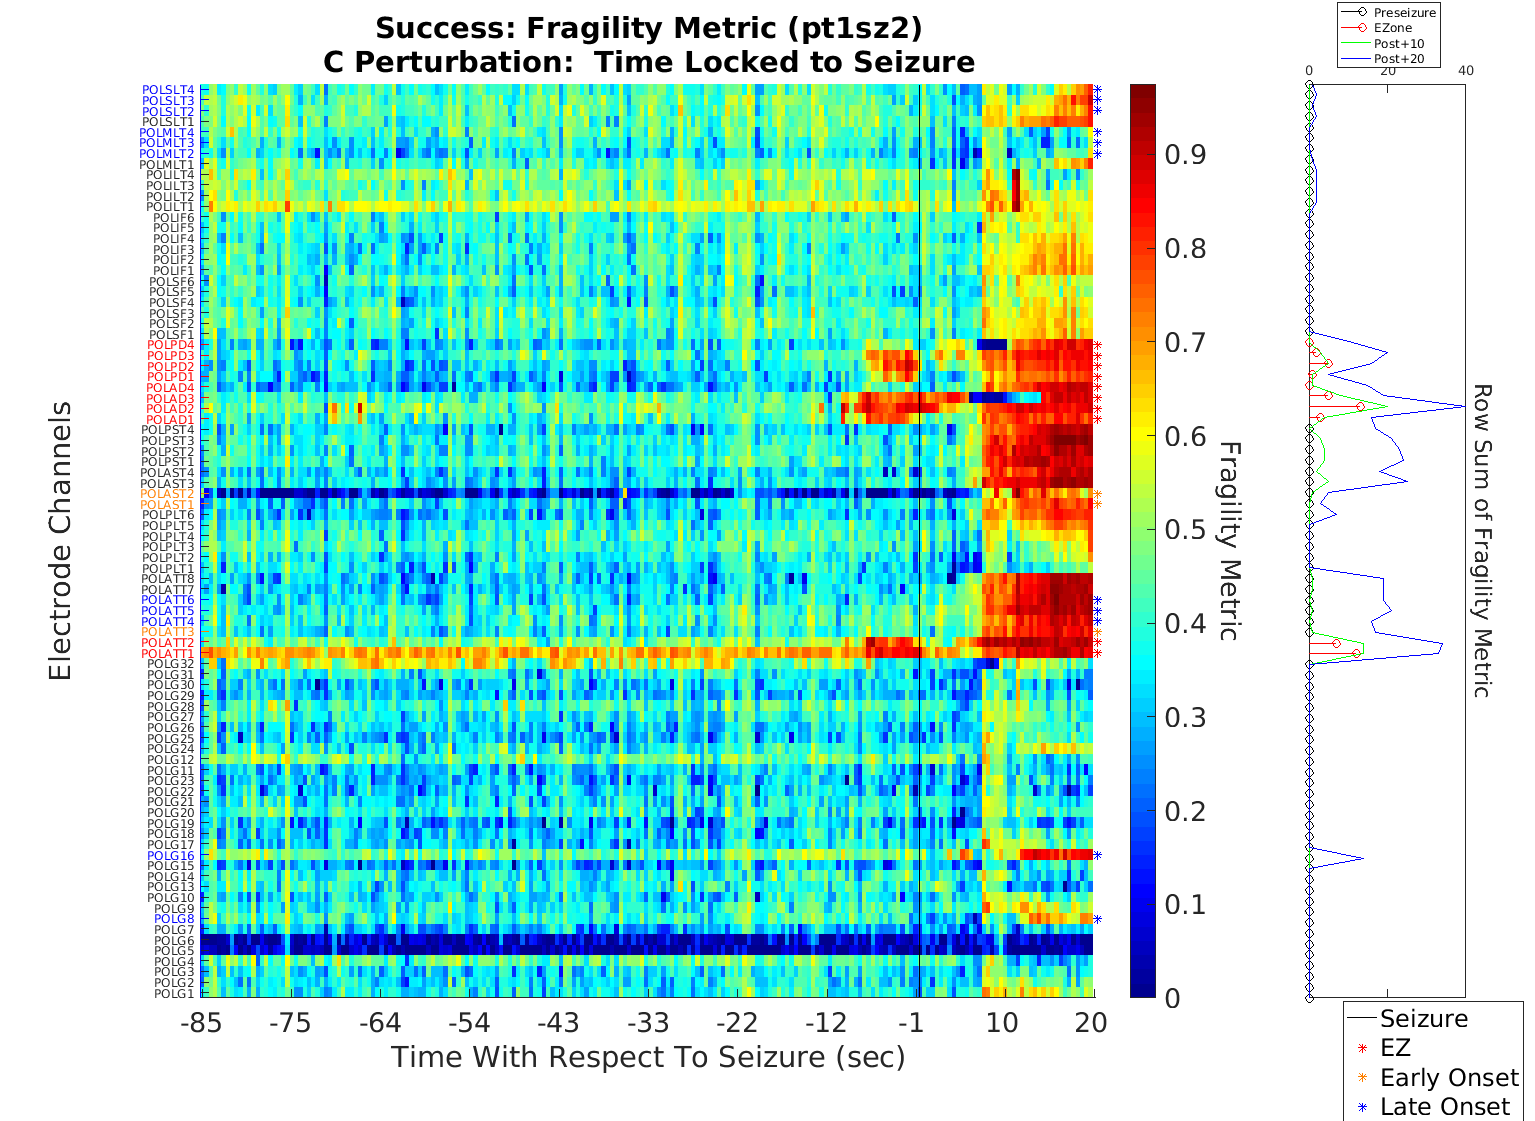 Success: Fragility Metric (pt1sz2)
C Perturbation:  Time Locked to Seizure
Preseizure
EZone
Post+10
Post+20
0 20 40
POLSLT4
POLSLT3
POLSLT2
POLSLT1
POLMLT4
POLMLT3
POLMLT2
POLMLT1
POLILT4
POLILT3
POLILT2
POLILT1
POLIF6
POLIF5
POLIF4
POLIF3
POLIF2
POLIF1
POLSF6
POLSF5
POLSF4
POLSF3
POLSF2
POLSF1
POLPD4
POLPD3
POLPD2
POLPD1
POLAD4
POLAD3
POLAD2
POLAD1
POLPST4
POLPST3
POLPST2
POLPST1
POLAST4
POLAST3
POLAST2
POLAST1
POLPLT6
POLPLT5
POLPLT4
POLPLT3
POLPLT2
POLPLT1
POLATT8
POLATT7
POLATT6
POLATT5
POLATT4
POLATT3
POLATT2
POLATT1
POLG32
POLG31
POLG30
POLG29
POLG28
POLG27
POLG26
POLG25
POLG24
POLG12
POLG11
POLG23
POLG22
POLG21
POLG20
POLG19
POLG18
POLG17
POLG16
POLG15
POLG14
POLG13
POLG10
POLG9
POLG8
POLG7
POLG6
POLG5
POLG4
POLG3
POLG2
POLG1
Electrode Channels
-85 -75 -64 -54 -43 -33 -22 -12 -1 10 20
Time With Respect To Seizure (sec)
0.9
0.8
0.7
0.6
0.5
0.4
0.3
0.2
0.1
0
Fragility Metric
Row Sum of Fragility Metric
Seizure
EZ
Early Onset
Late Onset